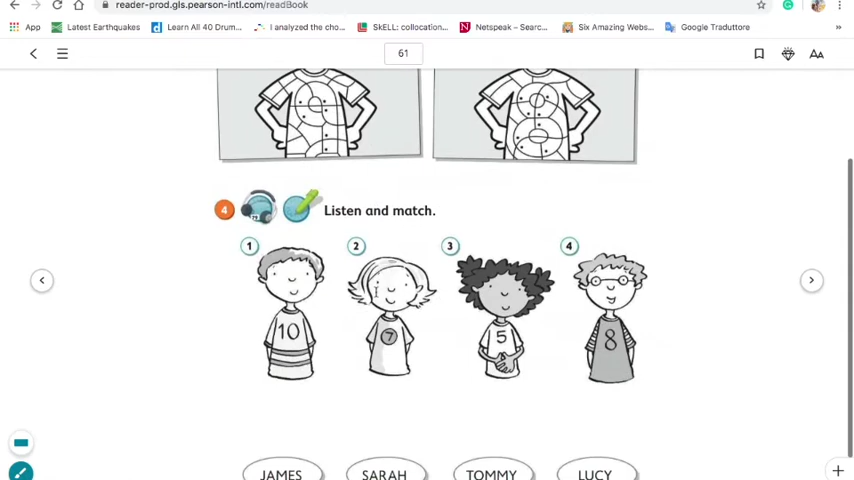 reader-prod.gls.pearson-intl.com/readBook
App
Latest Earthquakes
Learn All 40 Drum...
I analyzed the cho...
SkELL: collocation...
Netspeak – Searc...
Six Amazing Webs...
Google Traduttore
61
AA
4 Listen and match.
1 2 3 4
10
7
5
8
JAMES
SARAH
TOMMY
LUCY